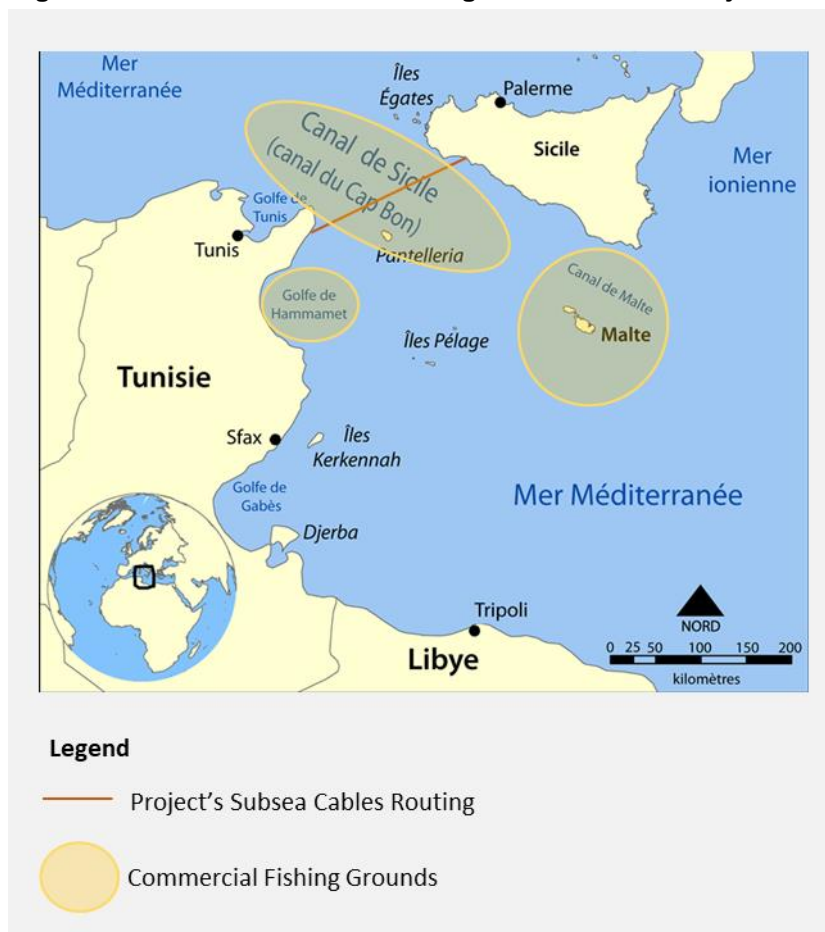 Mer
Méditerranée
Îles
Égates
Palerme
Canal de Sicile
(canal du Cap Bon)
Sicile
Mer
ionienne
Golfe de
Tunis
Tunis
Pantelleria
Golfe de
Hammamet
Canal de Malte
Malte
Îles Pélage
Tunisie
Sfax
Îles
Kerkennah
Golfe de
Gabès
Mer Méditerranée
Djerba
Tripoli
NORD
Libye
0 25 50 100 150 200
kilomètres
Legend
Project's Subsea Cables Routing
Commercial Fishing Grounds